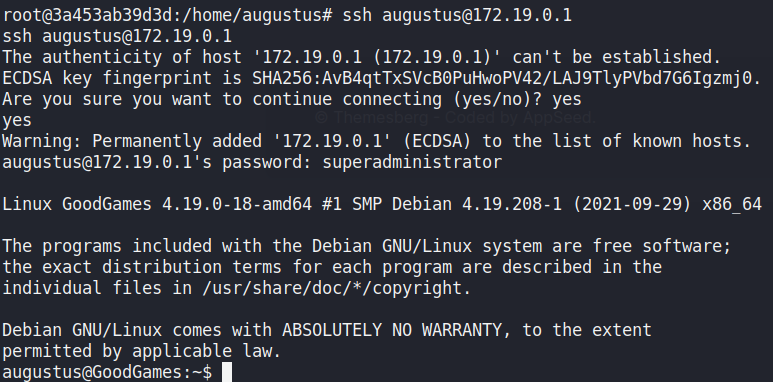 root@3a453ab39d3d:/home/augustus# ssh augustus@172.19.0.1
ssh augustus@172.19.0.1
The authenticity of host '172.19.0.1 (172.19.0.1)' can't be established.
ECDSA key fingerprint is SHA256:AvB4qtTxSVcB0PuHwoPV42/LAJ9TlyPVbd7G6Igzmj0.
Are you sure you want to continue connecting (yes/no)? yes
yes
© Themesberg - Coded by AppSeed.
Warning: Permanently added '172.19.0.1' (ECDSA) to the list of known hosts.
augustus@172.19.0.1's password: superadministrator
Linux GoodGames 4.19.0-18-amd64 #1 SMP Debian 4.19.208-1 (2021-09-29) x86_64
The programs included with the Debian GNU/Linux system are free software;
the exact distribution terms for each program are described in the
individual files in /usr/share/doc/*/copyright.
Debian GNU/Linux comes with ABSOLUTELY NO WARRANTY, to the extent
permitted by applicable law.
augustus@GoodGames:~$